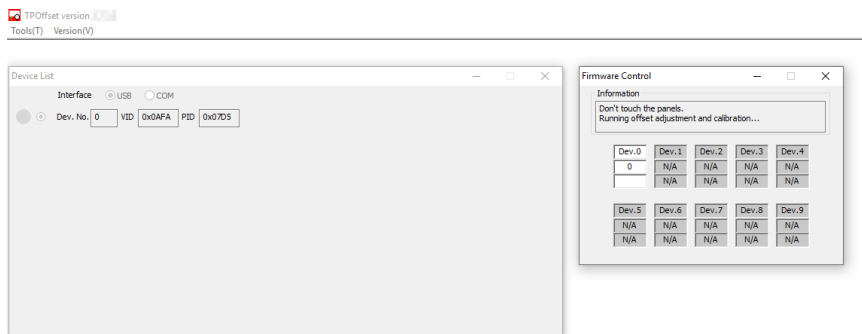 TPOffset version
Tools(T) Version(V)
Device List
Interface USB COM
Dev. No. 0 VID 0x0AFA PID 0x07D5
Firmware Control
Information
Don't touch the panels.
Running offset adjustment and calibration...
Dev.0 Dev.1 Dev.2 Dev.3 Dev.4
0 N/A N/A N/A N/A
N/A N/A N/A N/A
Dev.5 Dev.6 Dev.7 Dev.8 Dev.9
N/A N/A N/A N/A N/A
N/A N/A N/A N/A N/A